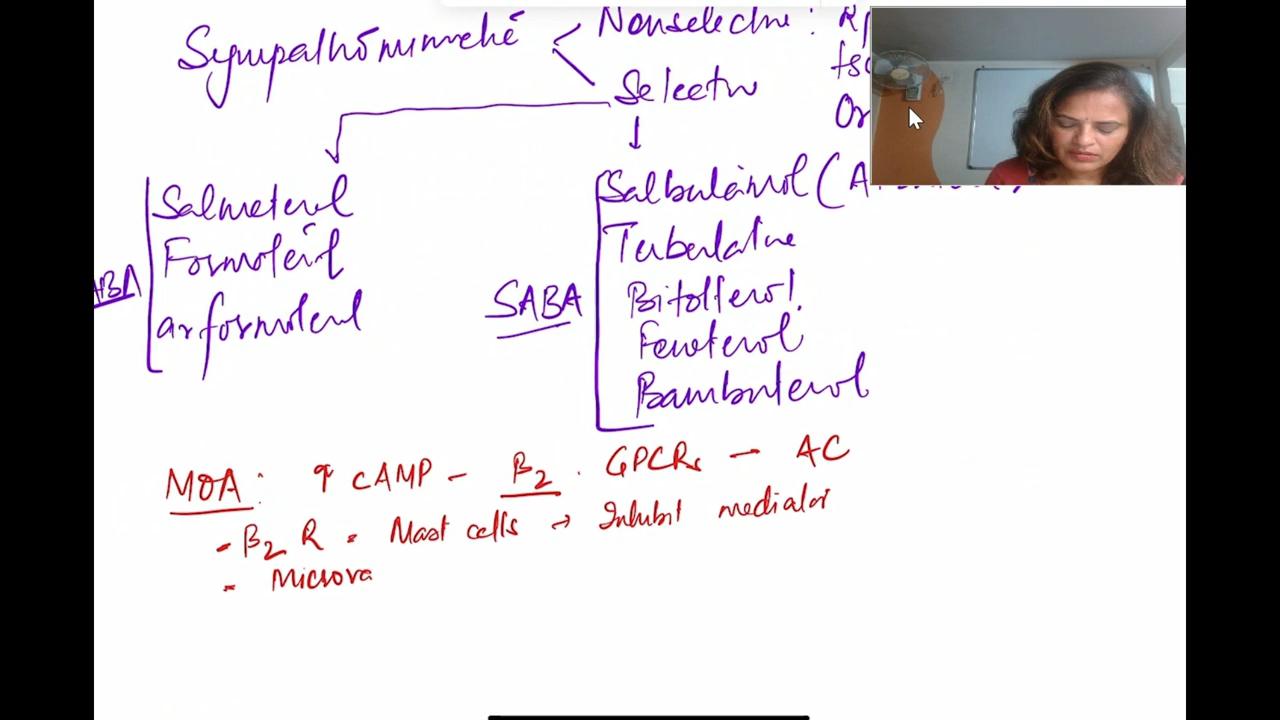 Sympathomimetic < Nonselective :
Selective
Salmeterol
Formoterol
arformoterol
SABA
Salbutamol (
Terbutaline
Bitolterol
Fenoterol
Bambuterol
MOA : ↑ cAMP - β2 . GPCRs - AC
- β2 R - Mast cells → Inhibit mediator
- Microva